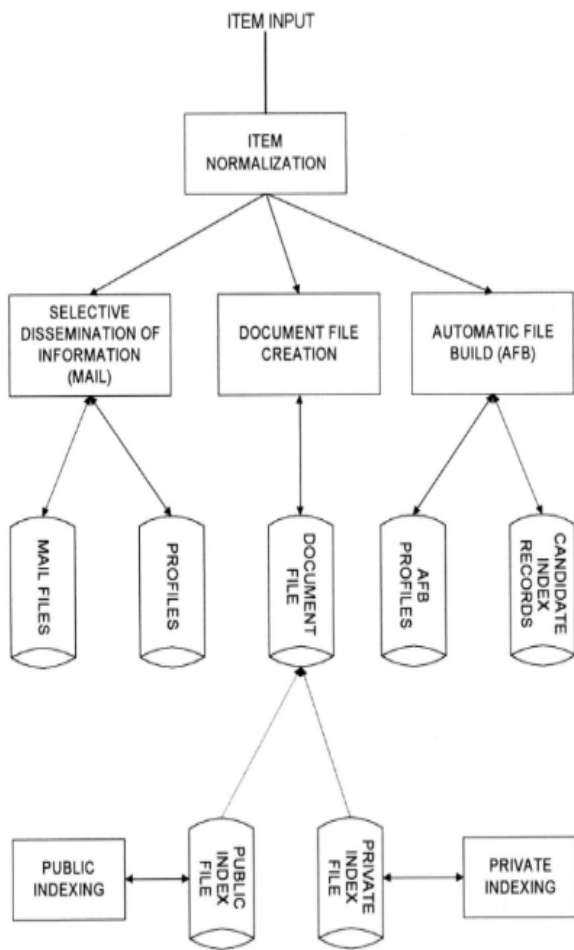 ITEM INPUT
ITEM
NORMALIZATION
SELECTIVE
DISSEMINATION OF
INFORMATION
(MAIL)
DOCUMENT FILE
CREATION
AUTOMATIC FILE
BUILD (AFB)
MAIL FILES
PROFILES
DOCUMENT
FILE
AFB
PROFILES
CANDIDATE
INDEX
RECORDS
PUBLIC
INDEXING
PUBLIC
INDEX
FILE
PRIVATE
INDEX
FILE
PRIVATE
INDEXING